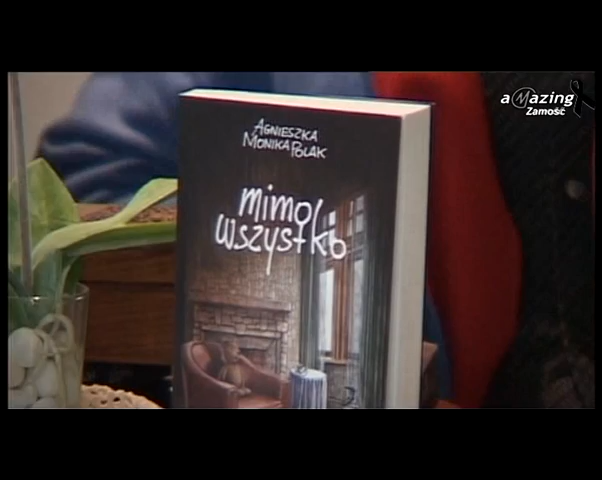 aMazing
Zamość
Agnieszka
Monika Polak
mimo
wszystko